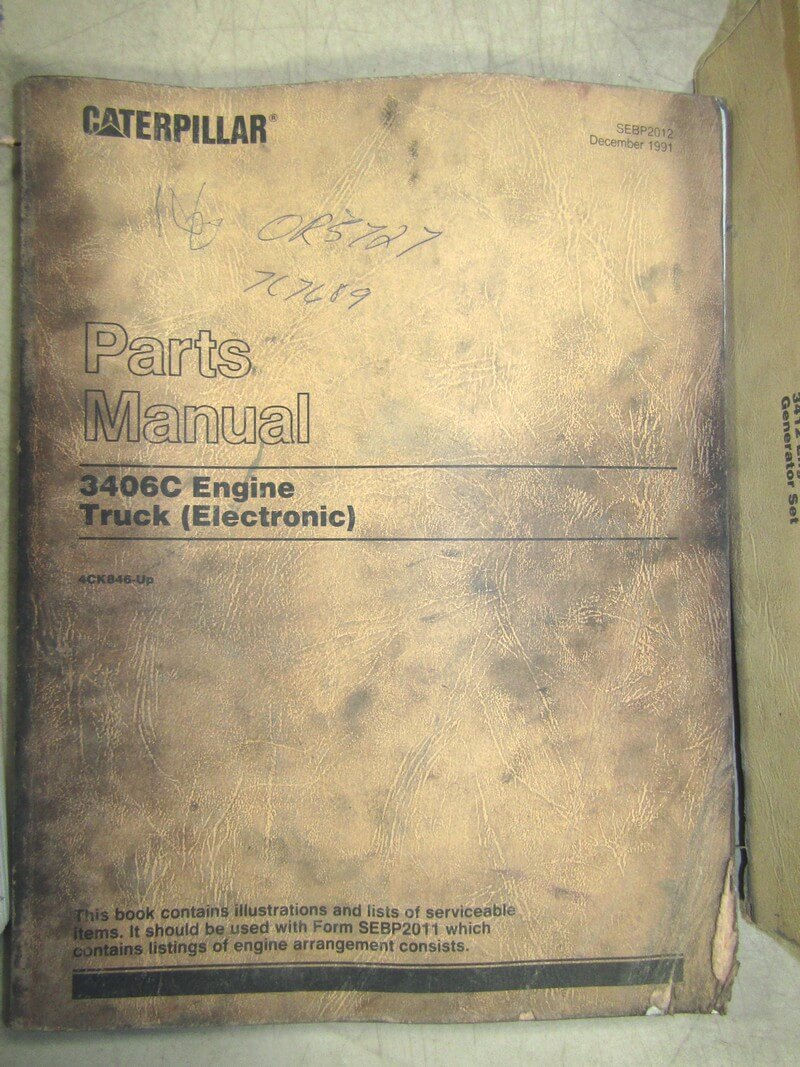 CATERPILLAR®
SEBP2012
December 1991
OR5727
7C7689
Parts
Manual
3406C Engine
Truck (Electronic)
4CK846-Up
This book contains illustrations and lists of serviceable
items. It should be used with Form SEBP2011 which
contains listings of engine arrangement consists.
Generator Set